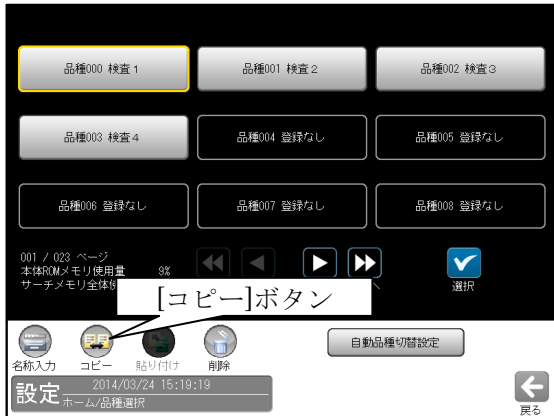 品種000 検査1
品種001 検査2
品種002 検査3
品種003 検査4
品種004 登録なし
品種005 登録なし
品種006 登録なし
品種007 登録なし
品種008 登録なし
001 / 023 ページ
本体ROMメモリ使用量 9%
サーチメモリ全体使
選択
[コピー]ボタン
名称入力
コピー
貼り付け
削除
自動品種切替設定
設定
2014/03/24 15:19:19
ホーム/品種選択
戻る